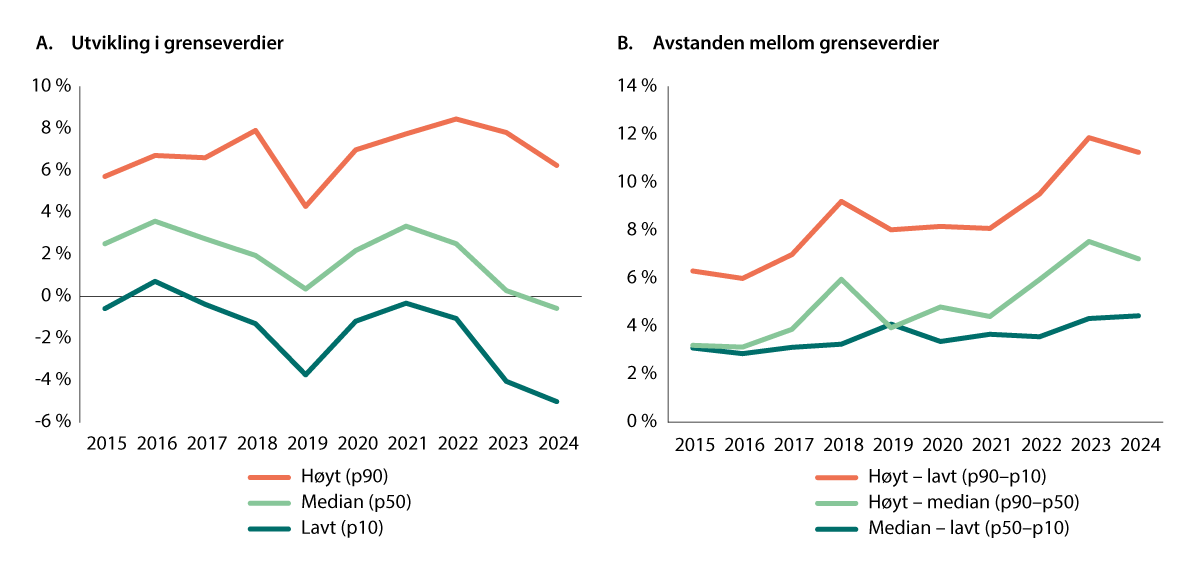 A. Utvikling i grenseverdier
10 %
8 %
6 %
4 %
2 %
0 %
-2 %
-4 %
-6 %
2015 2016 2017 2018 2019 2020 2021 2022 2023 2024
Høyt (p90)
Median (p50)
Lavt (p10)
B. Avstanden mellom grenseverdier
14 %
12 %
10 %
8 %
6 %
4 %
2 %
0 %
2015 2016 2017 2018 2019 2020 2021 2022 2023 2024
Høyt – lavt (p90–p10)
Høyt – median (p90–p50)
Median – lavt (p50–p10)